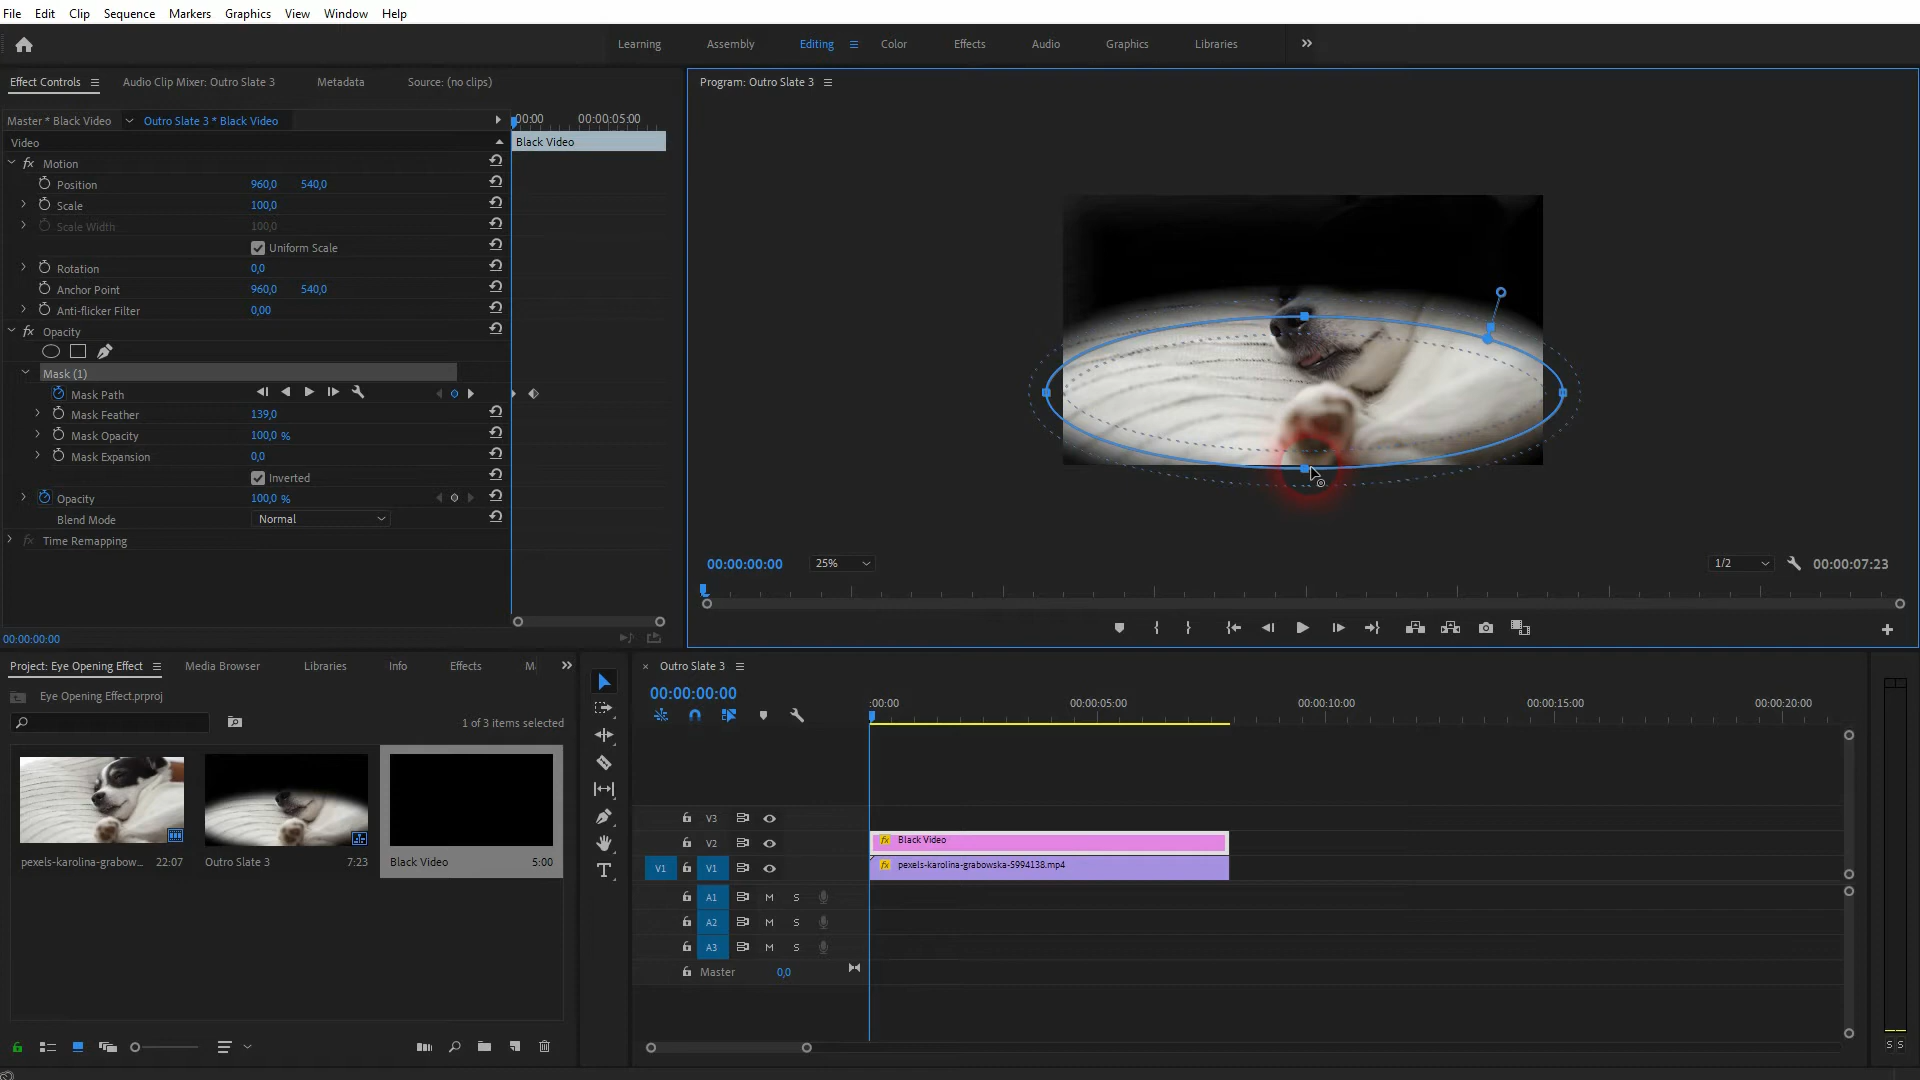 File Edit Clip Sequence Markers Graphics View Window Help
Learning Assembly Editing Color Effects Audio Graphics Libraries
Effect Controls Audio Clip Mixer: Outro Slate 3 Metadata Source: (no clips)
Program: Outro Slate 3
Master * Black Video Outro Slate 3 * Black Video :00:00 00:00:05:00
Video Black Video
fx Motion
Position 960,0 540,0
Scale 100,0
Scale Width 100,0
Uniform Scale
Rotation 0,0
Anchor Point 960,0 540,0
Anti-flicker Filter 0,00
fx Opacity
Mask (1)
Mask Path
Mask Feather 139,0
Mask Opacity 100,0 %
Mask Expansion 0,0
Inverted
Opacity 100,0 %
Blend Mode Normal
fx Time Remapping
00:00:00:00 25% 1/2 00:00:07:23
00:00:00:00
Project: Eye Opening Effect Media Browser Libraries Info Effects
Eye Opening Effect.prproj
1 of 3 items selected
pexels-karolina-grabow... 22:07 Outro Slate 3 7:23 Black Video 5:00
Outro Slate 3
00:00:00:00
:00:00 00:00:05:00 00:00:10:00 00:00:15:00 00:00:20:00
V3
V2 fx Black Video
V1 V1 fx pexels-karolina-grabowska-5994138.mp4
A1 M S
A2 M S
A3 M S
Master 0,0
S S